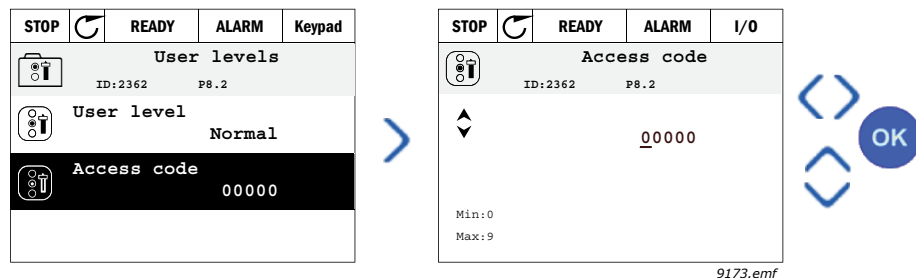 STOP READY ALARM Keypad
User levels
ID:2362 P8.2
User level
Normal
Access code
00000
STOP READY ALARM I/O
Access code
ID:2362 P8.2
00000
Min:0
Max:9
OK
9173.emf